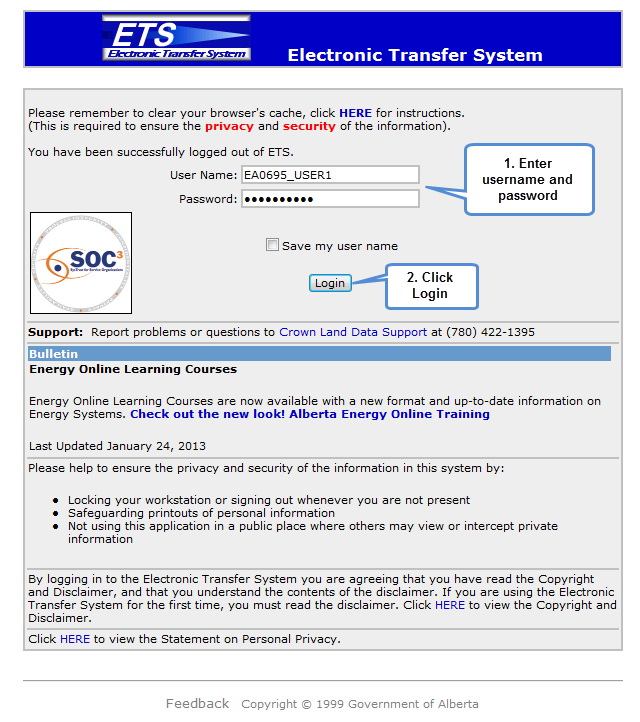 ETS
Electronic Transfer System
Electronic Transfer System
Please remember to clear your browser's cache, click HERE for instructions.
(This is required to ensure the privacy and security of the information).
You have been successfully logged out of ETS.
User Name: EA0695_USER1
Password: ●●●●●●●●●●
1. Enter
username and
password
SOC3
Save my user name
Login
2. Click
Login
Support: Report problems or questions to Crown Land Data Support at (780) 422-1395
Bulletin
Energy Online Learning Courses
Energy Online Learning Courses are now available with a new format and up-to-date information on
Energy Systems. Check out the new look! Alberta Energy Online Training
Last Updated January 24, 2013
Please help to ensure the privacy and security of the information in this system by:
● Locking your workstation or signing out whenever you are not present
● Safeguarding printouts of personal information
● Not using this application in a public place where others may view or intercept private
information
By logging in to the Electronic Transfer System you are agreeing that you have read the Copyright
and Disclaimer, and that you understand the contents of the disclaimer. If you are using the Electronic
Transfer System for the first time, you must read the disclaimer. Click HERE to view the Copyright and
Disclaimer.
Click HERE to view the Statement on Personal Privacy.
Feedback Copyright © 1999 Government of Alberta